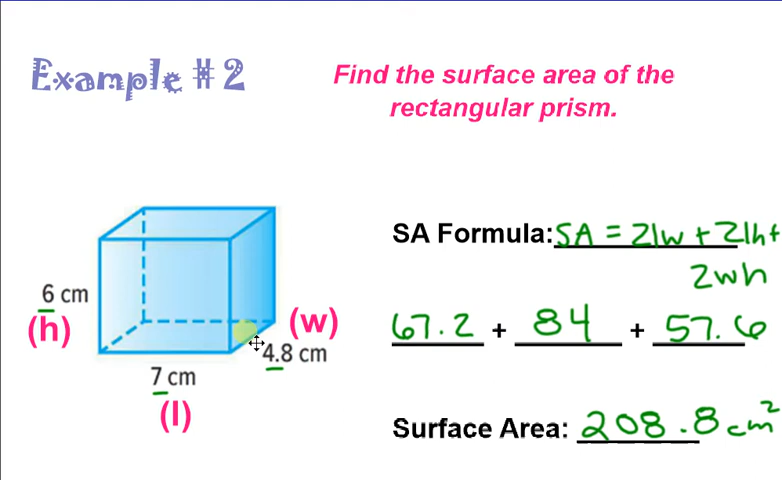 Example # 2
Find the surface area of the
rectangular prism.
SA Formula: SA = 2lw + 2lh +
2wh
6 cm
(h)
(w)
67.2 + 84 + 57.6
4.8 cm
7 cm
(l)
Surface Area: 208.8 cm²